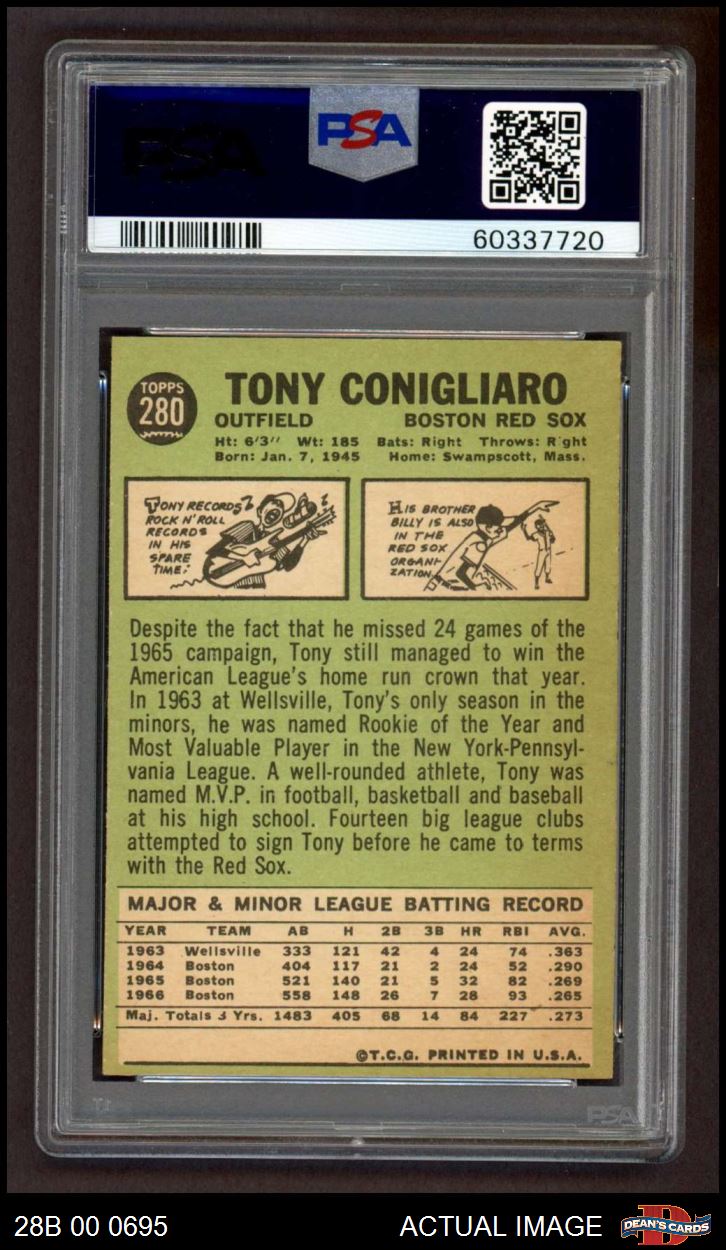 PSA
PSA
60337720
TOPPS
280
TONY CONIGLIARO
OUTFIELD BOSTON RED SOX
Ht: 6'3" Wt: 185 Bats: Right Throws: R ght
Born: Jan. 7, 1945 Home: Swampscott, Mass.
TONY RECORDS
ROCK N' ROLL
RECORDS
IN HIS
SPARE
TIME.
HIS BROTHER
BILLY IS ALSO
IN THE
RED SOX
ORGANI-
ZATION
Despite the fact that he missed 24 games of the
1965 campaign, Tony still managed to win the
American League's home run crown that year.
In 1963 at Wellsville, Tony's only season in the
minors, he was named Rookie of the Year and
Most Valuable Player in the New York-Pennsyl-
vania League. A well-rounded athlete, Tony was
named M.V.P. in football, basketball and baseball
at his high school. Fourteen big league clubs
attempted to sign Tony before he came to terms
with the Red Sox.
MAJOR & MINOR LEAGUE BATTING RECORD
YEAR TEAM AB H 2B 3B HR RBI AVG.
1963 Wellsville 333 121 42 4 24 74 .363
1964 Boston 404 117 21 2 24 52 .290
1965 Boston 521 140 21 5 32 82 .269
1966 Boston 558 148 26 7 28 93 .265
Maj. Totals 3 Yrs. 1483 405 68 14 84 227 .273
©T.C.G. PRINTED IN U.S.A.
PSA
28B 00 0695 ACTUAL IMAGE DEAN'S CARDS